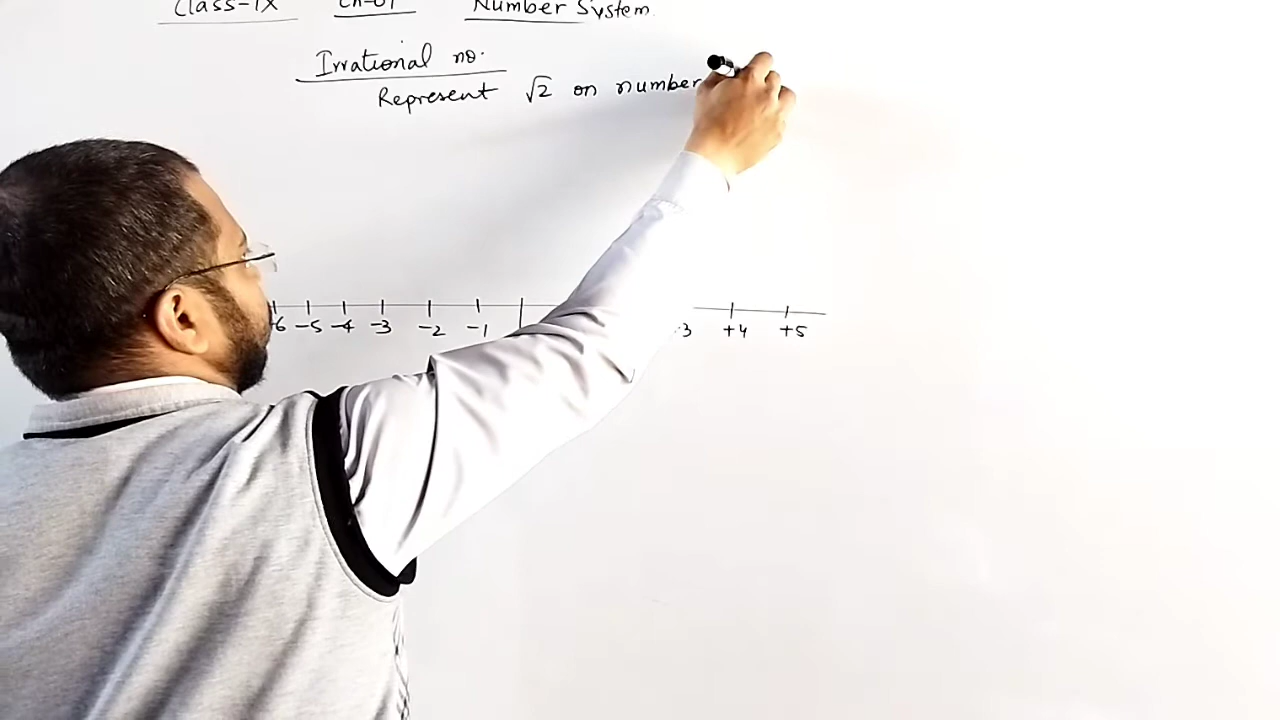 Class-IX Ch-01 Number System
Irrational no.
Represent √2 on number
-6 -5 -4 -3 -2 -1 +3 +4 +5